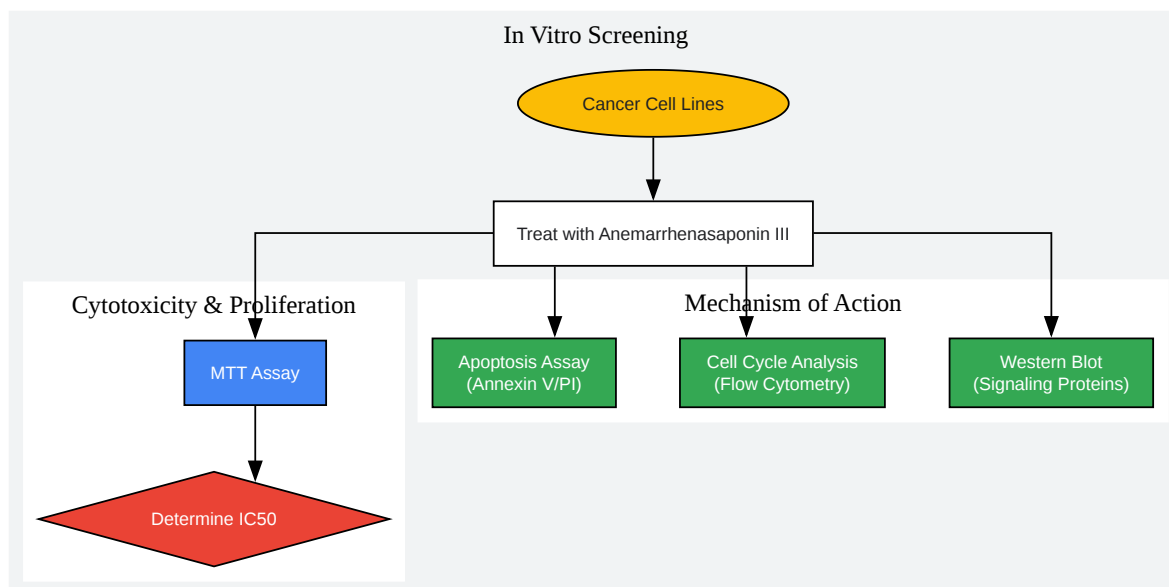 In Vitro Screening
Cancer Cell Lines
Treat with Anemarrhenasaponin III
Cytotoxicity & Proliferation
Mechanism of Action
MTT Assay
Apoptosis Assay
(Annexin V/PI)
Cell Cycle Analysis
(Flow Cytometry)
Western Blot
(Signaling Proteins)
Determine IC50